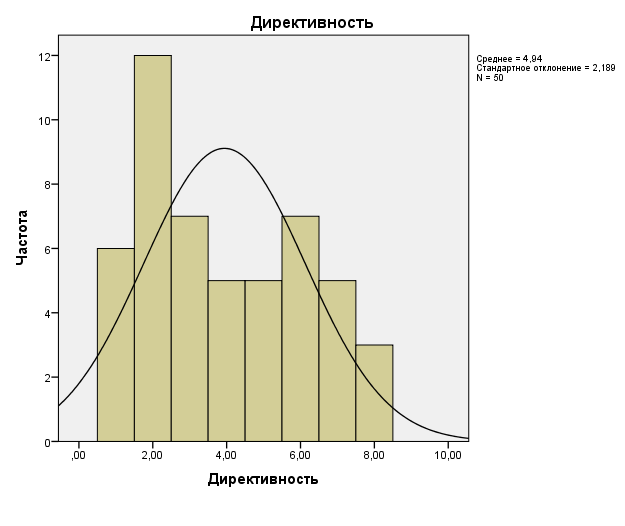 Директивность
Среднее = 4,94
Стандартное отклонение = 2,189
N = 50
12
10
8
6
4
2
0
Частота
,00
2,00
4,00
6,00
8,00
10,00
Директивность